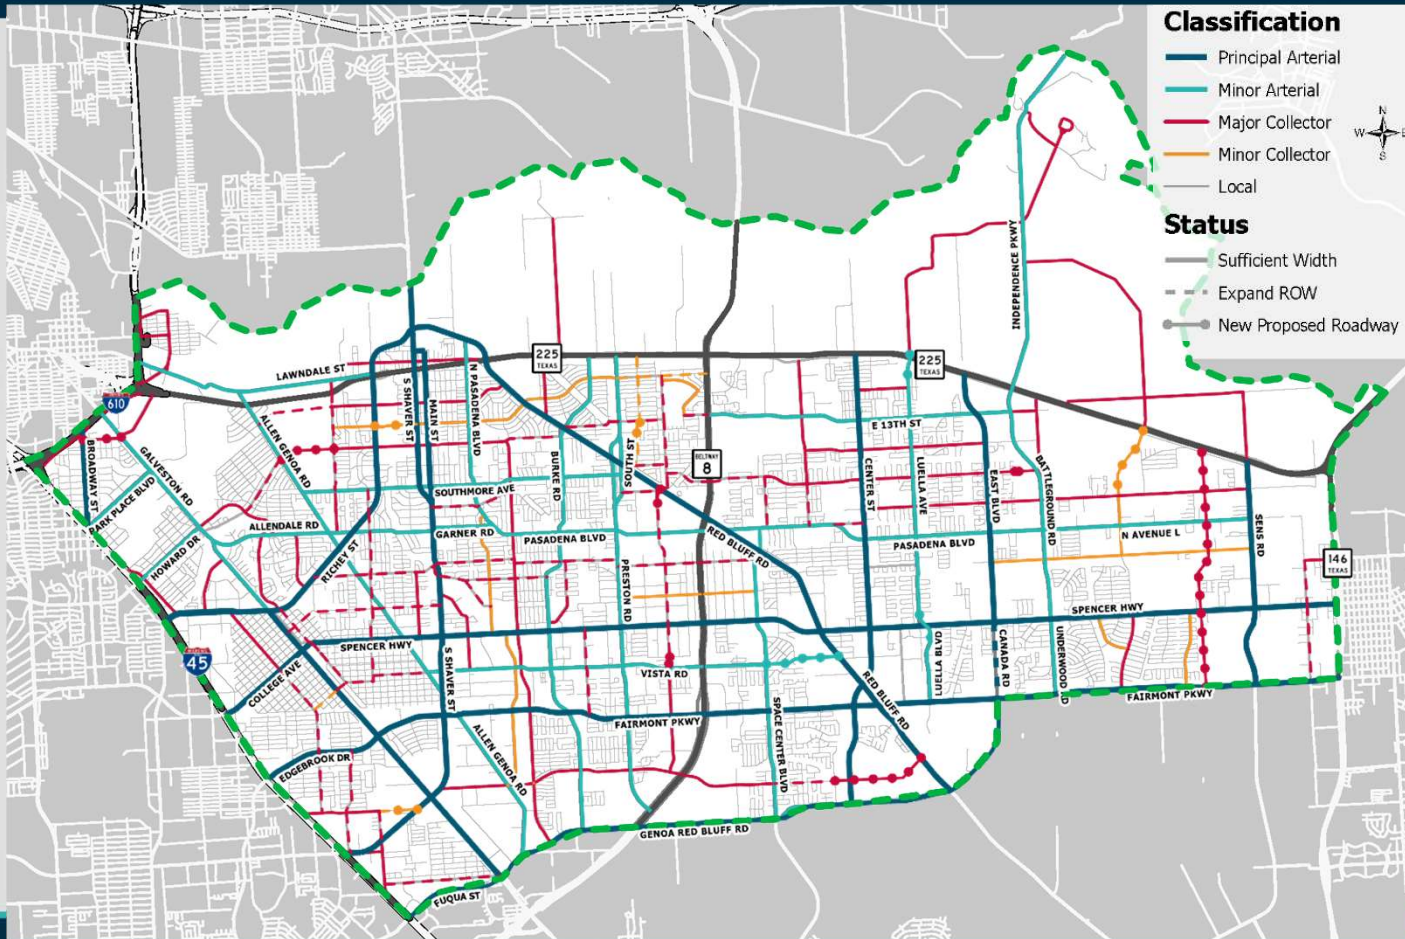 Classification
Principal Arterial
Minor Arterial
Major Collector
Minor Collector
Local
N
W
E
S
Status
Sufficient Width
Expand ROW
New Proposed Roadway
INDEPENDENCE PKWY
225
TEXAS
225
TEXAS
LAWNDALE ST
610
S SHAVER ST
MAIN ST
N PASADENA BLVD
ALLEN GENOA RD
E 13TH ST
BROADWAY ST
GALVESTON RD
BURKE RD
SOUTH ST
BELTWAY
8
CENTER ST
LUELLA AVE
EAST BLVD
BATTLEGROUND RD
PARK PLACE BLVD
SOUTHMORE AVE
ALLENDALE RD
GARNER RD
PASADENA BLVD
RED BLUFF RD
PASADENA BLVD
N AVENUE L
SENS RD
HOWARD DR
RICHEY ST
PRESTON RD
146
TEXAS
SPENCER HWY
SPENCER HWY
45
COLLEGE AVE
S SHAVER ST
VISTA RD
LUELLA BLVD
CANADA RD
UNDERWOOD RD
RED BLUFF RD
FAIRMONT PKWY
FAIRMONT PKWY
SPACE CENTER BLVD
ALLEN GENOA RD
EDGEBROOK DR
GENOA RED BLUFF RD
FUQUA ST